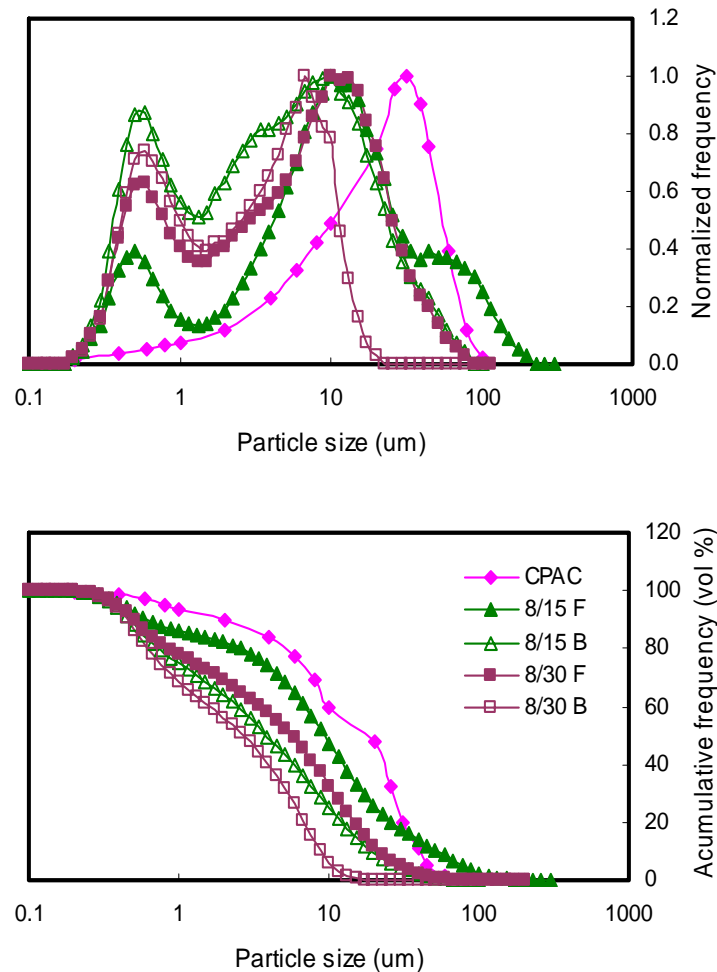 1.2
1.0
0.8
0.6
0.4
0.2
0.0
Normalized frequency
0.1 1 10 100 1000
Particle size (um)
120
100
80
60
40
20
0
Acumulative frequency (vol %)
CPAC
8/15 F
8/15 B
8/30 F
8/30 B
0.1 1 10 100 1000
Particle size (um)